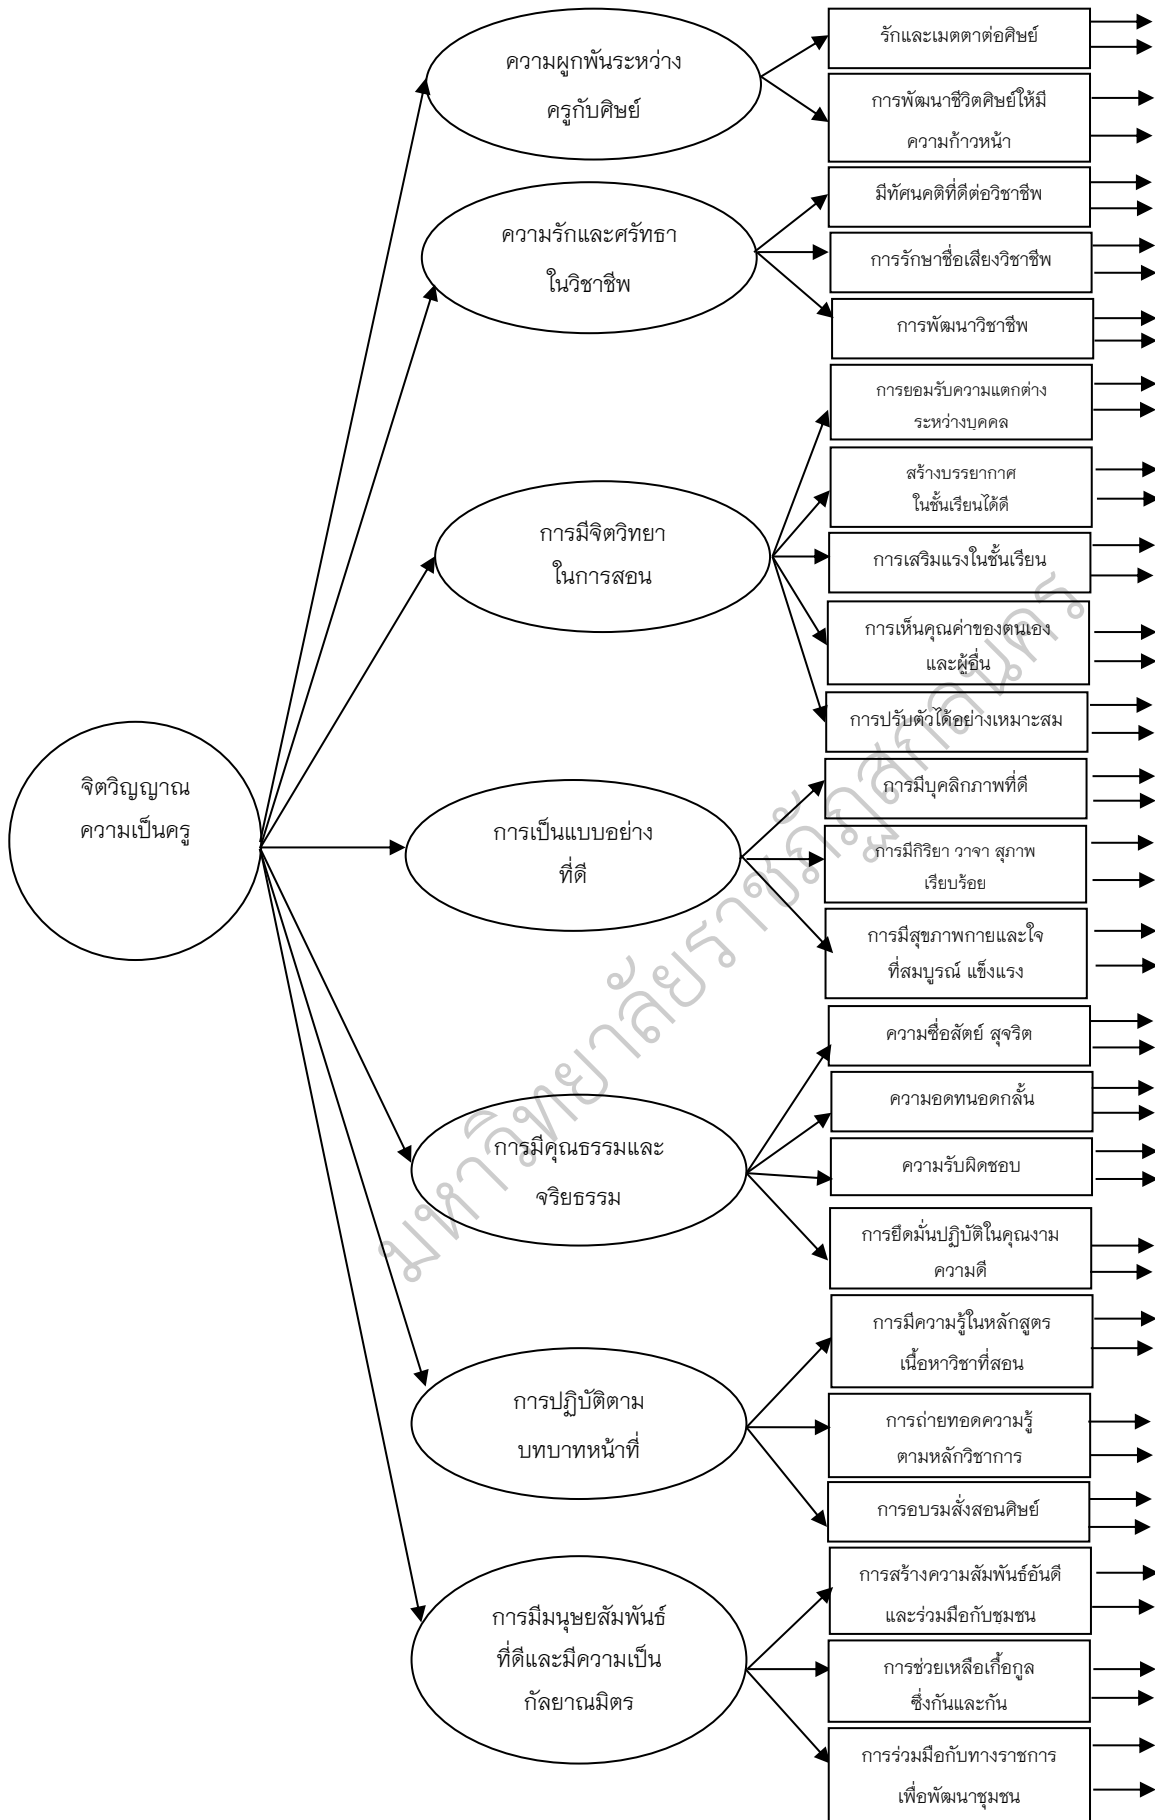 จิตวิญญาณ
ความเป็นครู
ความผูกพันระหว่าง
ครูกับศิษย์
รักและเมตตาต่อศิษย์
การพัฒนาชีวิตศิษย์ให้มี
ความก้าวหน้า
ความรักและศรัทธา
ในวิชาชีพ
มีทัศนคติที่ดีต่อวิชาชีพ
การรักษาชื่อเสียงวิชาชีพ
การพัฒนาวิชาชีพ
การมีจิตวิทยา
ในการสอน
การยอมรับความแตกต่าง
ระหว่างบุคคล
สร้างบรรยากาศ
ในชั้นเรียนได้ดี
การเสริมแรงในชั้นเรียน
การเห็นคุณค่าของตนเอง
และผู้อื่น
การปรับตัวได้อย่างเหมาะสม
การเป็นแบบอย่าง
ที่ดี
การมีบุคลิกภาพที่ดี
การมีกิริยา วาจา สุภาพ
เรียบร้อย
การมีสุขภาพกายและใจ
ที่สมบูรณ์ แข็งแรง
การมีคุณธรรมและ
จริยธรรม
ความซื่อสัตย์ สุจริต
ความอดทนอดกลั้น
ความรับผิดชอบ
การยึดมั่นปฏิบัติในคุณงาม
ความดี
การปฏิบัติตาม
บทบาทหน้าที่
การมีความรู้ในหลักสูตร
เนื้อหาวิชาที่สอน
การถ่ายทอดความรู้
ตามหลักวิชาการ
การอบรมสั่งสอนศิษย์
การมีมนุษยสัมพันธ์
ที่ดีและมีความเป็น
กัลยาณมิตร
การสร้างความสัมพันธ์อันดี
และร่วมมือกับชุมชน
การช่วยเหลือเกื้อกูล
ซึ่งกันและกัน
การร่วมมือกับทางราชการ
เพื่อพัฒนาชุมชน
มหาวิทยาลัยราชภัฏสกลนคร